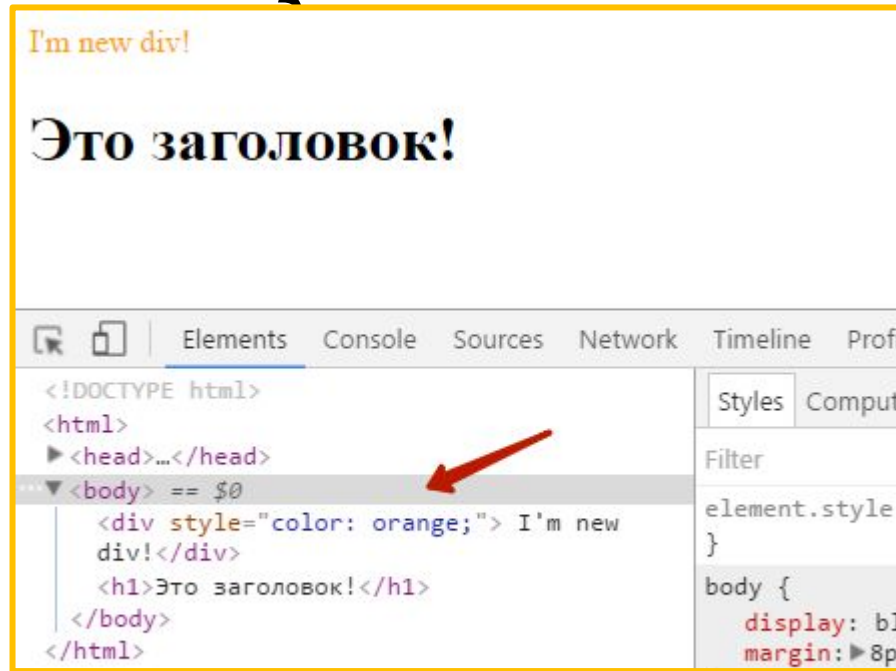 I'm new div!
Это заголовок!
Elements Console Sources Network Timeline Prof
<!DOCTYPE html>
<html>
▶<head>…</head>
···▼<body> == $0
<div style="color: orange;"> I'm new
div!</div>
<h1>Это заголовок!</h1>
</body>
</html>
Styles Comput
Filter
element.style
}
body {
display: bl
margin:▶8p